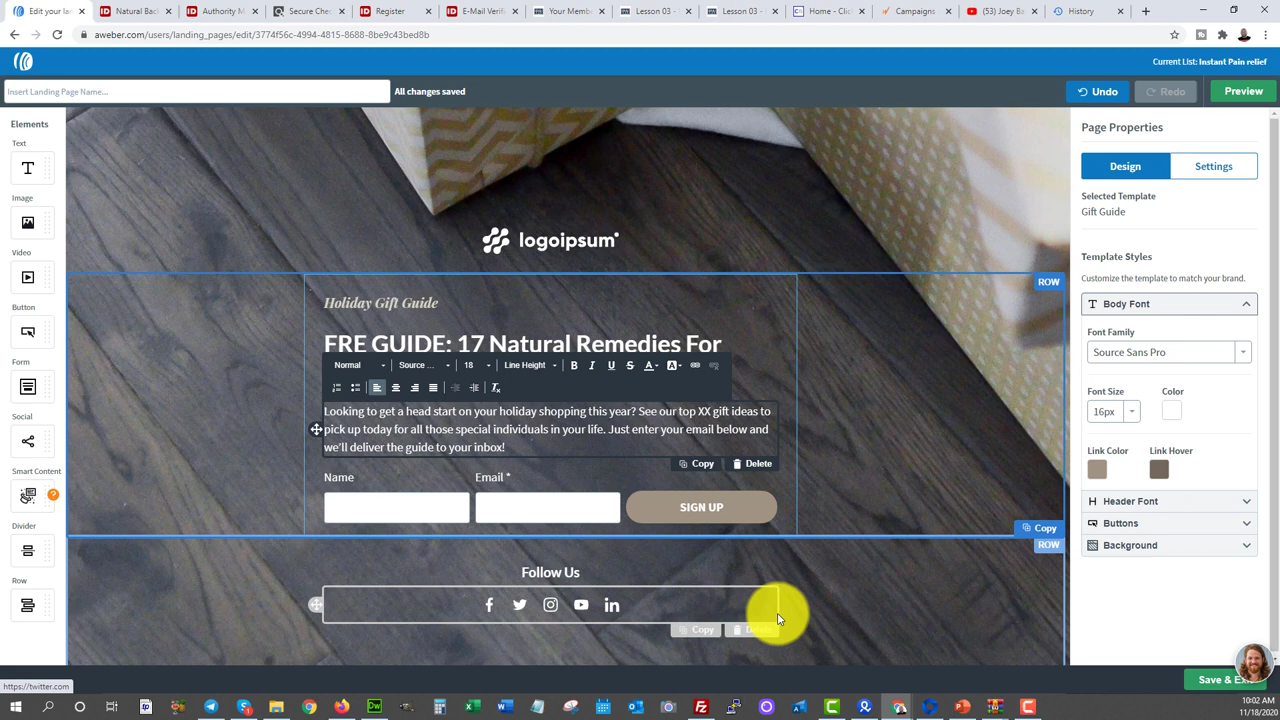 Edit your la
Natural Back
Authority M
Secure Chec
Register
E-Mail Verifi
Your Memb
Lesson 03 -
Lesson 03 -
Home - Clic
Campaigns
(53) Joey Ba
History
aweber.com/users/landing_pages/edit/3774f56c-4994-4815-8688-8be9c43bed8b
Current List: Instant Pain relief
Insert Landing Page Name...
All changes saved
Undo
Redo
Preview
Elements
Text
Image
Video
Button
Form
Social
Smart Content
Divider
Row
logoipsum
ROW
Holiday Gift Guide
FRE GUIDE: 17 Natural Remedies For
Normal
Source ...
18
Line Height
Looking to get a head start on your holiday shopping this year? See our top XX gift ideas to
pick up today for all those special individuals in your life. Just enter your email below and
we'll deliver the guide to your inbox!
Copy
Delete
Name
Email *
SIGN UP
Copy
ROW
Follow Us
Copy
Page Properties
Design
Settings
Selected Template
Gift Guide
Template Styles
Customize the template to match your brand.
Body Font
Font Family
Source Sans Pro
Font Size
Color
16px
Link Color
Link Hover
Header Font
Buttons
Background
https://twitter.com
Save & Ex
10:02 AM
11/18/2020